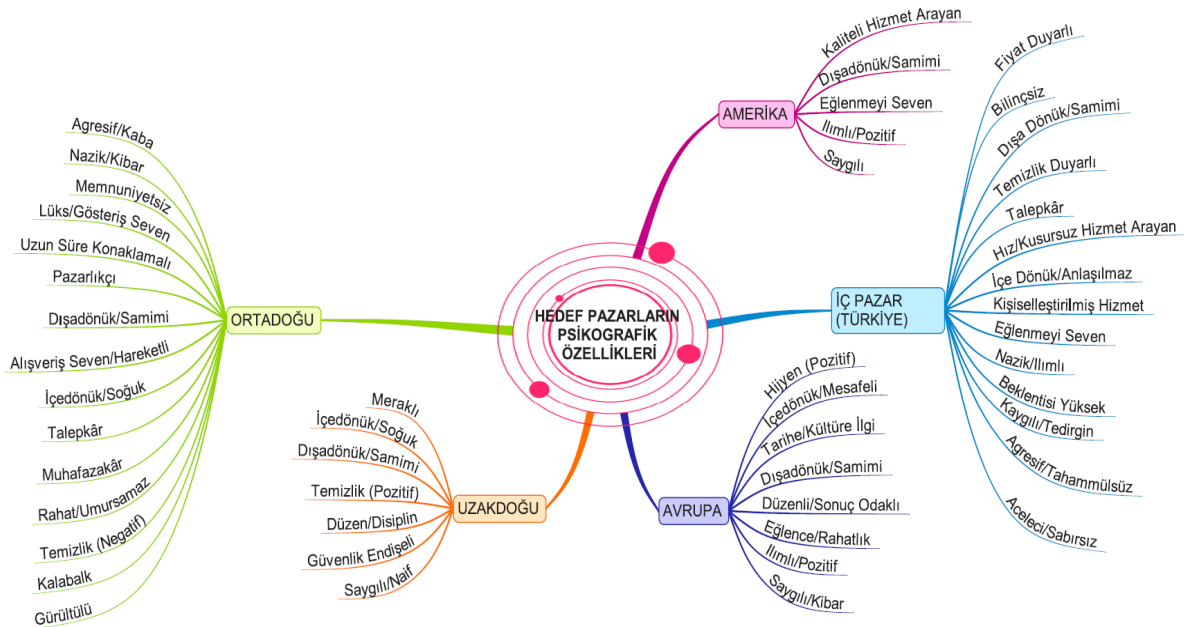 HEDEF PAZARLARIN
PSİKOGRAFİK
ÖZELLİKLERİ
AMERİKA
Kaliteli Hizmet Arayan
Dışadönük/Samimi
Eğlenmeyi Seven
Ilımlı/Pozitif
Saygılı
İÇ PAZAR
(TÜRKİYE)
Fiyat Duyarlı
Bilinçsiz
Dışa Dönük/Samimi
Temizlik Duyarlı
Talepkâr
Hız/Kusursuz Hizmet Arayan
İçe Dönük/Anlaşılmaz
Kişiselleştirilmiş Hizmet
Eğlenmeyi Seven
Nazik/Ilımlı
Beklentisi Yüksek
Kaygılı/Tedirgin
Agresif/Tahammülsüz
Aceleci/Sabırsız
AVRUPA
Hijyen (Pozitif)
İçedönük/Mesafeli
Tarihe/Kültüre İlgi
Dışadönük/Samimi
Düzenli/Sonuç Odaklı
Eğlence/Rahatlık
Ilımlı/Pozitif
Saygılı/Kibar
UZAKDOĞU
Meraklı
İçedönük/Soğuk
Dışadönük/Samimi
Temizlik (Pozitif)
Düzen/Disiplin
Güvenlik Endişeli
Saygılı/Naif
ORTADOĞU
Agresif/Kaba
Nazik/Kibar
Memnuniyetsiz
Lüks/Gösteriş Seven
Uzun Süre Konaklamalı
Pazarlıkçı
Dışadönük/Samimi
Alışveriş Seven/Hareketli
İçedönük/Soğuk
Talepkâr
Muhafazakâr
Rahat/Umursamaz
Temizlik (Negatif)
Kalabalk
Gürültülü